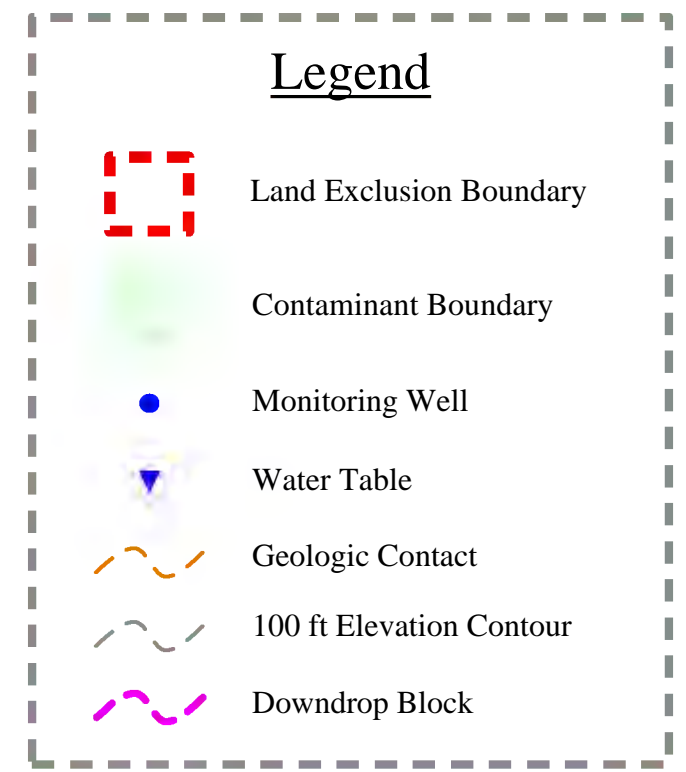 Legend
Land Exclusion Boundary
Contaminant Boundary
Monitoring Well
Water Table
Geologic Contact
100 ft Elevation Contour
Downdrop Block